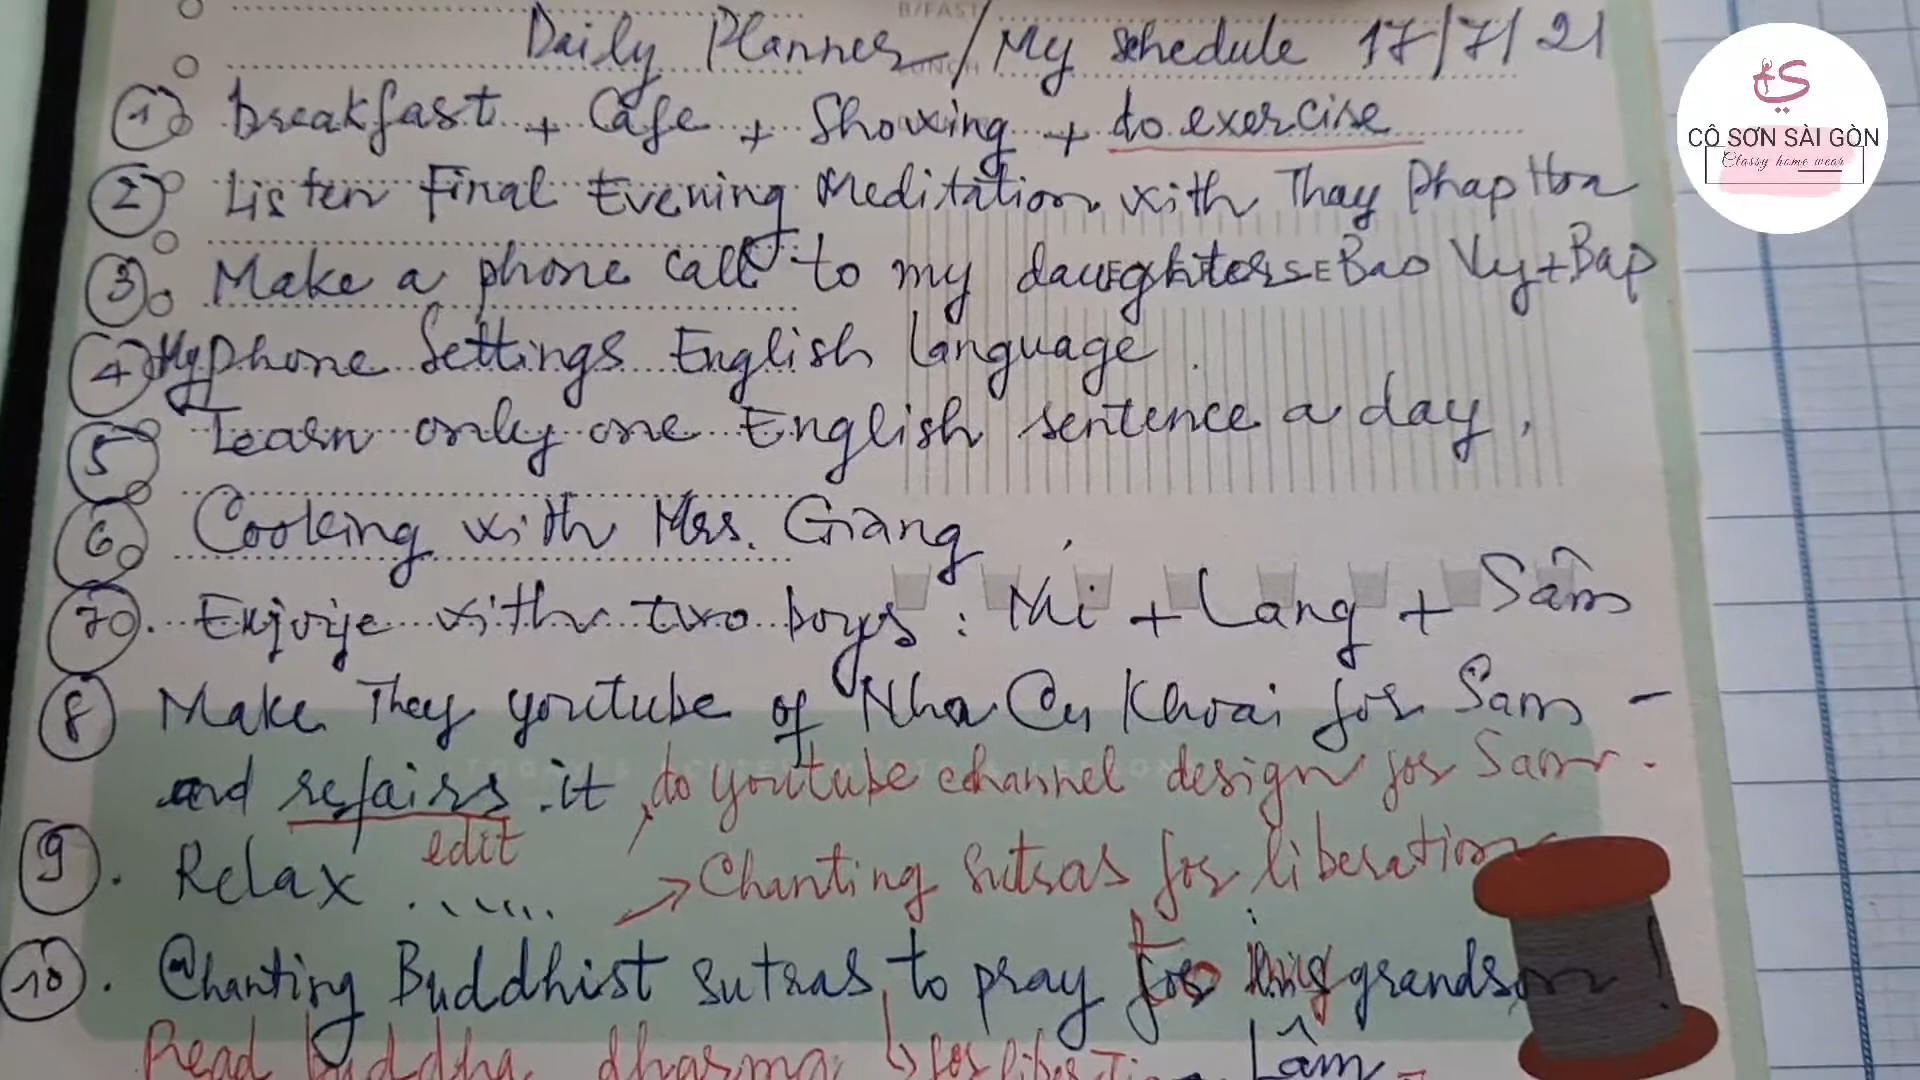 B/FAST
Daily Planner / My schedule 17/7/21
1 breakfast + Cafe + Showing + do exercise
CÔ SƠN SÀI GÒN
Classy home wear
2 Listen Final Evening Meditation with Thay Phap Hoa
3 Make a phone call to my daughters = Bao Vy + Bap
4 My phone Settings English language.
5 Learn only one English sentence a day.
6 Cooking with Mrs. Giang
7. Enjoije with two boys : Mi + Lang + Sâm
8 Make They youtube of Nha Cu Khoai for Sam -
and refairs it do youtube channel design for Sam.
edit
9. Relax ...... → Chanting sutras for liberation
10. Chanting Buddhist sutras to pray for grandson
Read buddha dharma for Lâm -